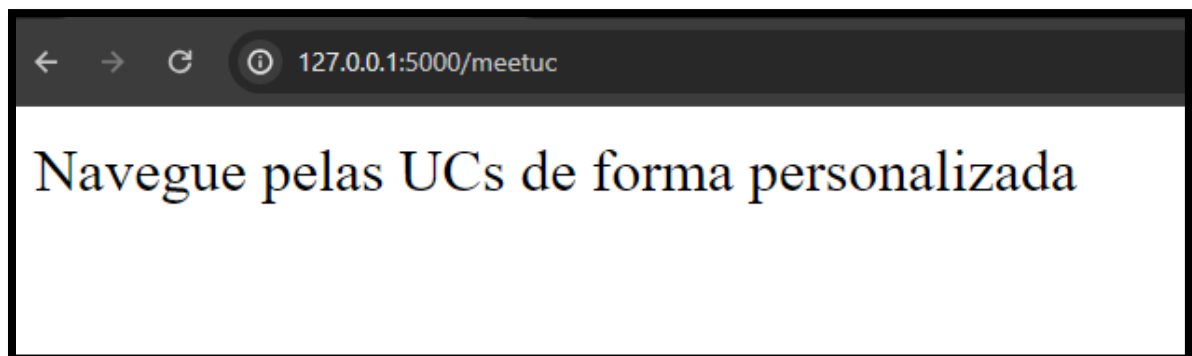 127.0.0.1:5000/meetuc
Navegue pelas UCs de forma personalizada